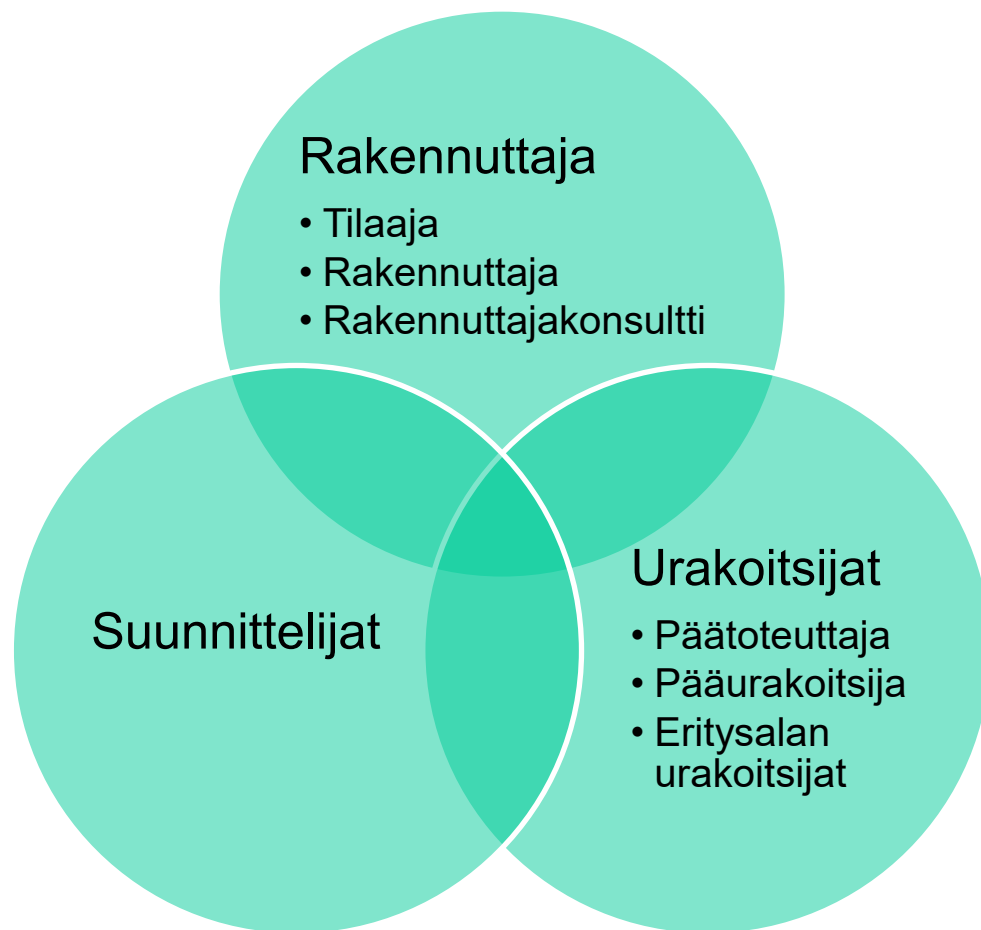 Rakennuttaja
• Tilaaja
• Rakennuttaja
• Rakennuttajakonsultti
Suunnittelijat
Urakoitsijat
• Päätoteuttaja
• Pääurakoitsija
• Eritysalan
urakoitsijat